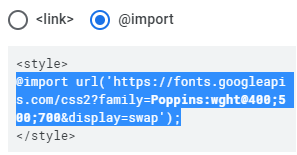 <link> @import
<style>
@import url('https://fonts.googleapi
s.com/css2?family=Poppins:wght@400;5
00;700&display=swap');
</style>